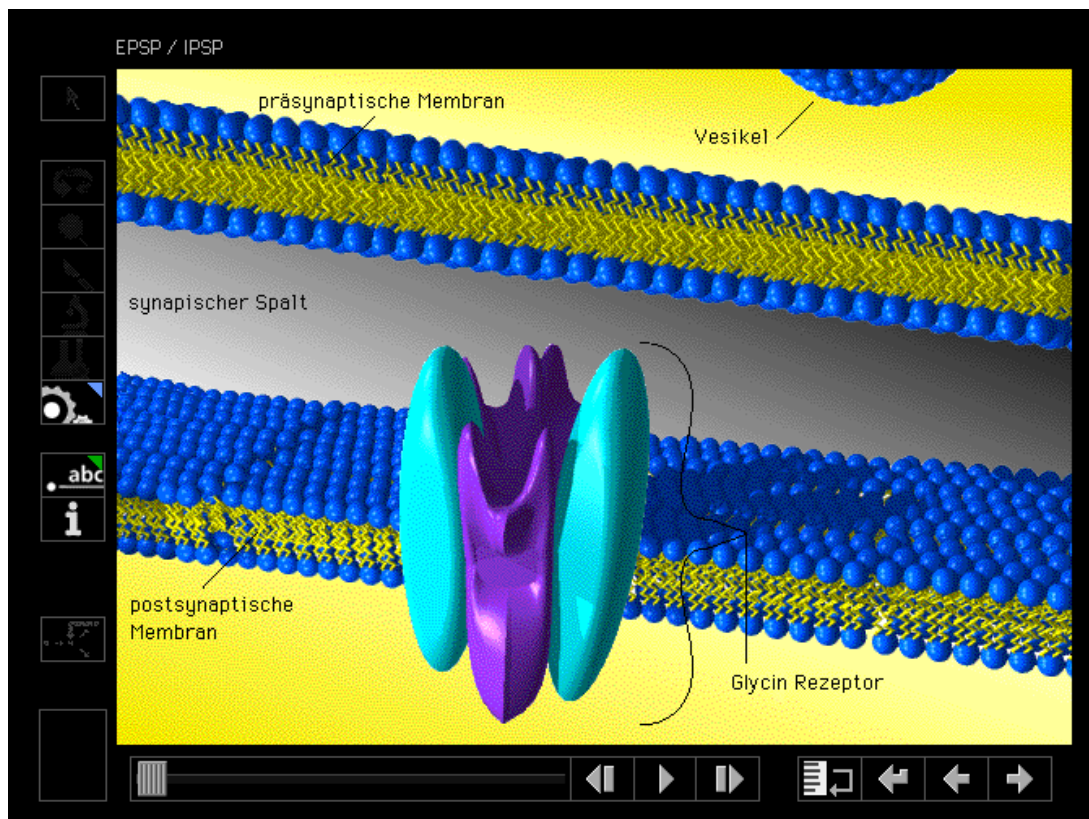 EPSP / IPSP
präsynaptische Membran
Vesikel
synapischer Spalt
abc
i
postsynaptische
Membran
Glycin Rezeptor